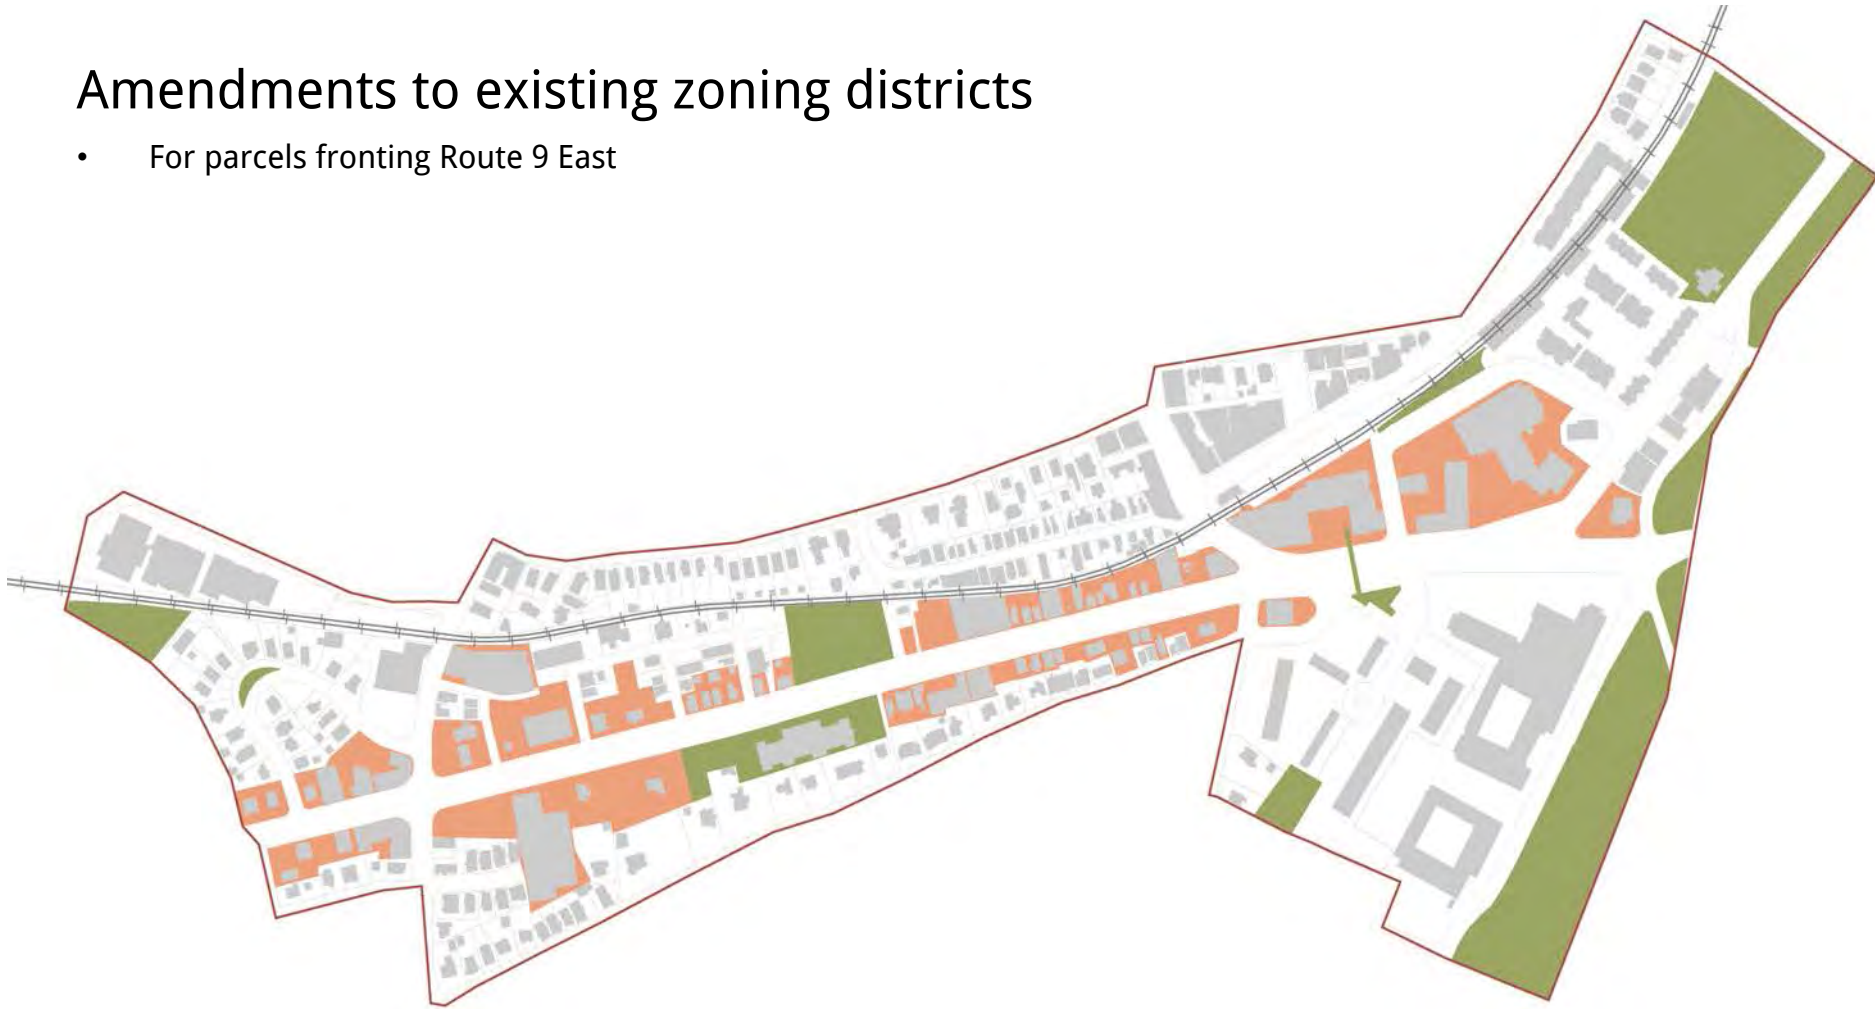 Amendments to existing zoning districts
• For parcels fronting Route 9 East